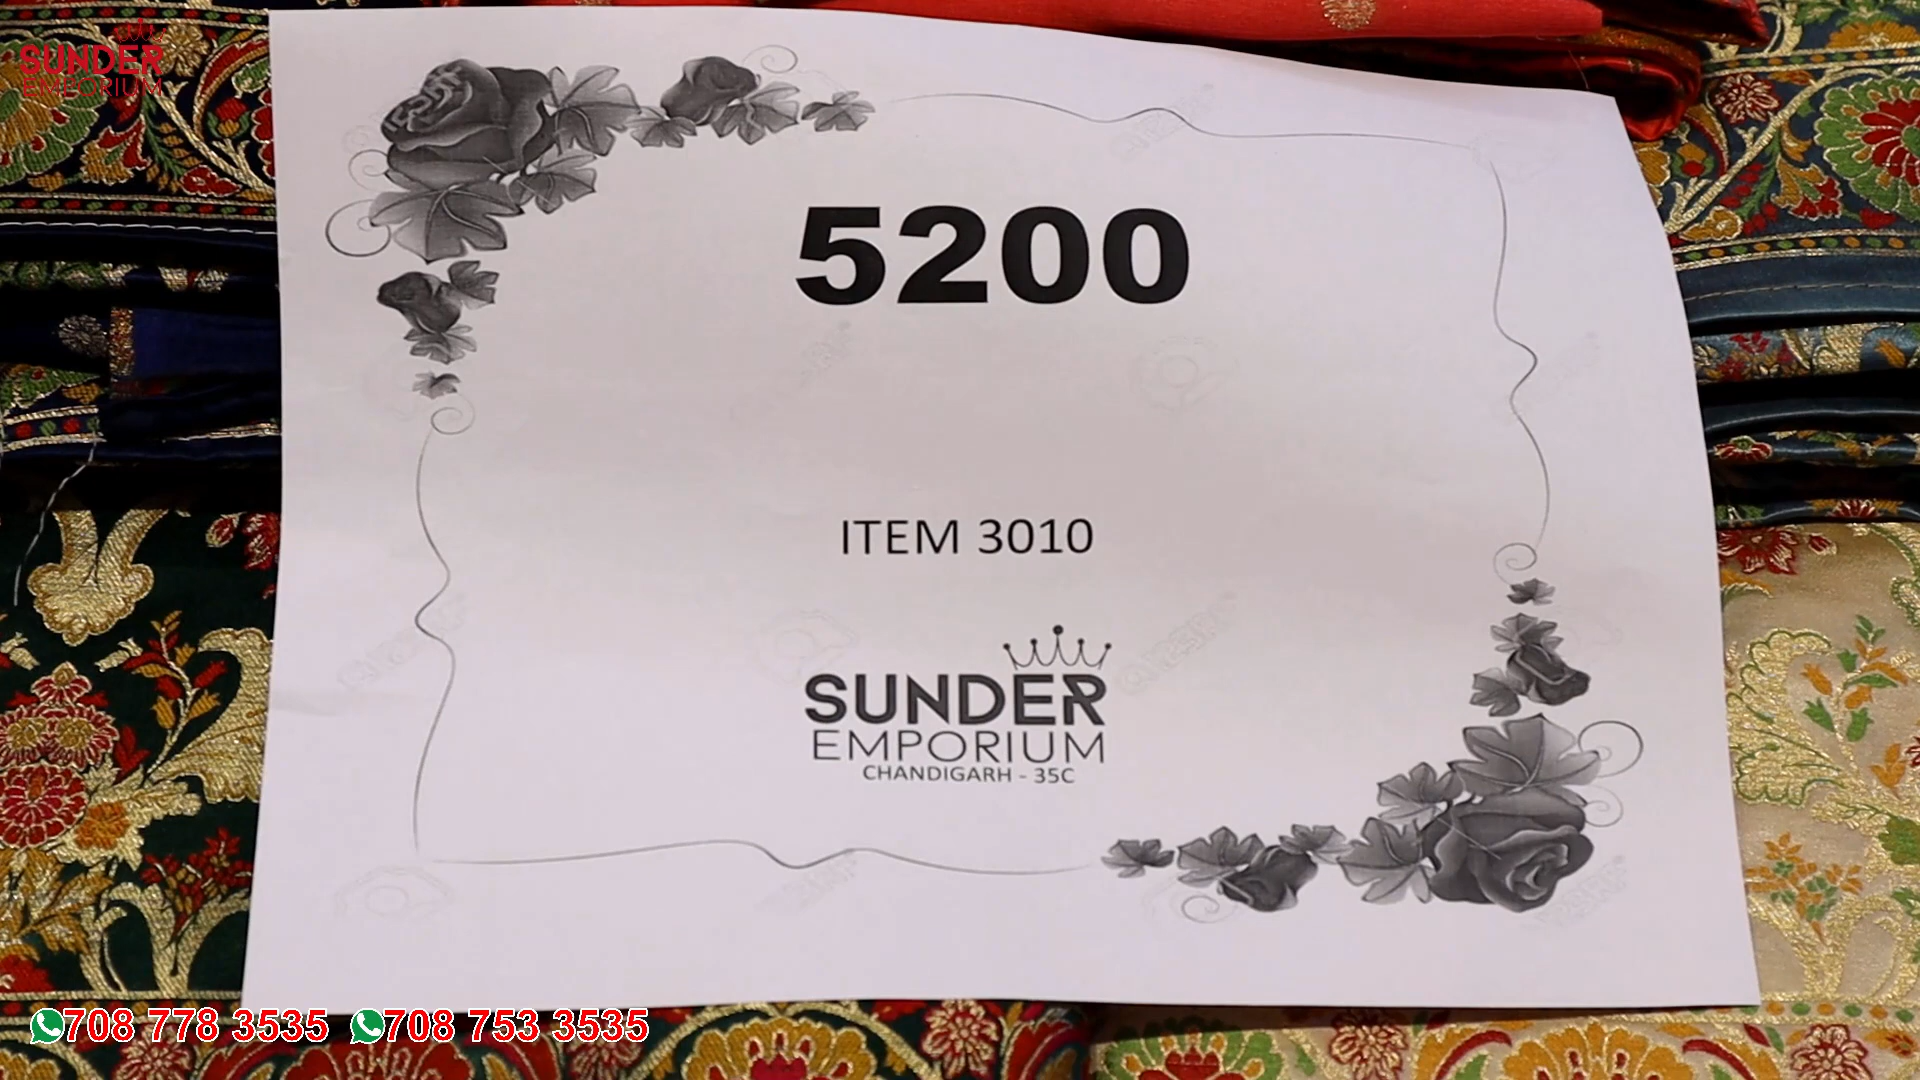 SUNDER
EMPORIUM
5200
ITEM 3010
SUNDER
EMPORIUM
CHANDIGARH - 35C
708 778 3535 708 753 3535